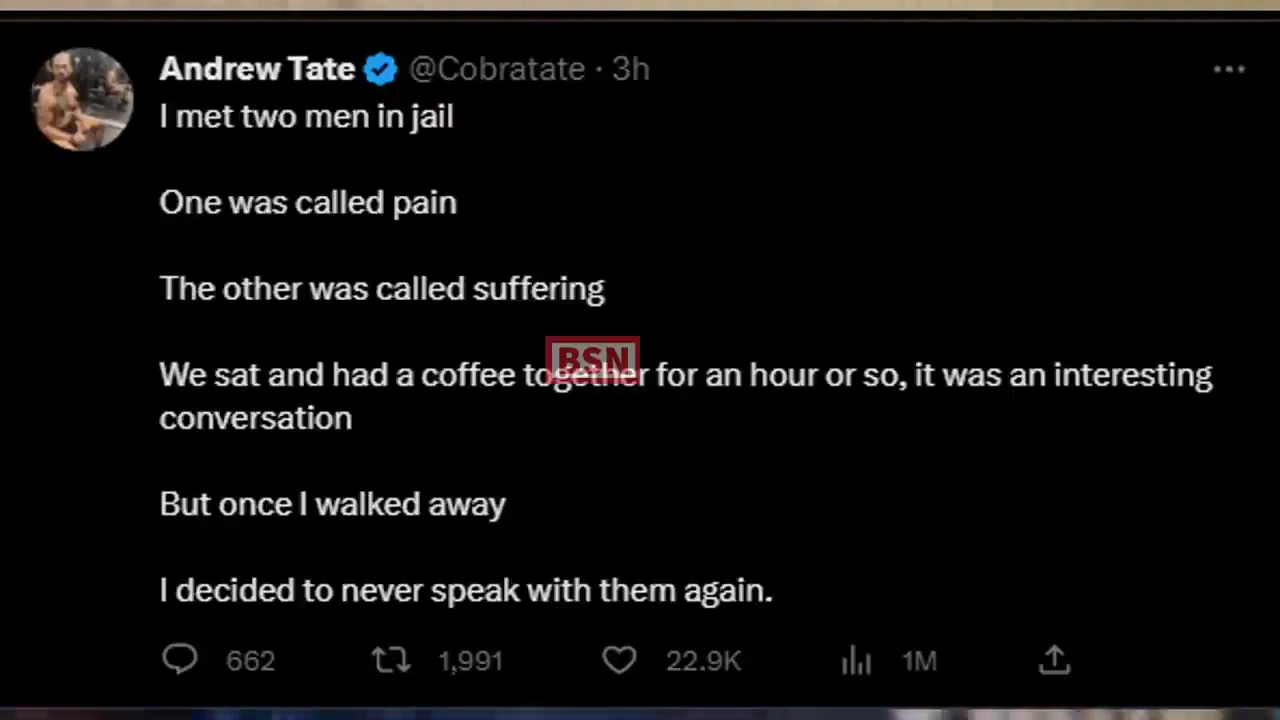 Andrew Tate @Cobratate · 3h
I met two men in jail
One was called pain
The other was called suffering
We sat and had a coffee together for an hour or so, it was an interesting
conversation
BSN
But once I walked away
I decided to never speak with them again.
662 1,991 22.9K 1M